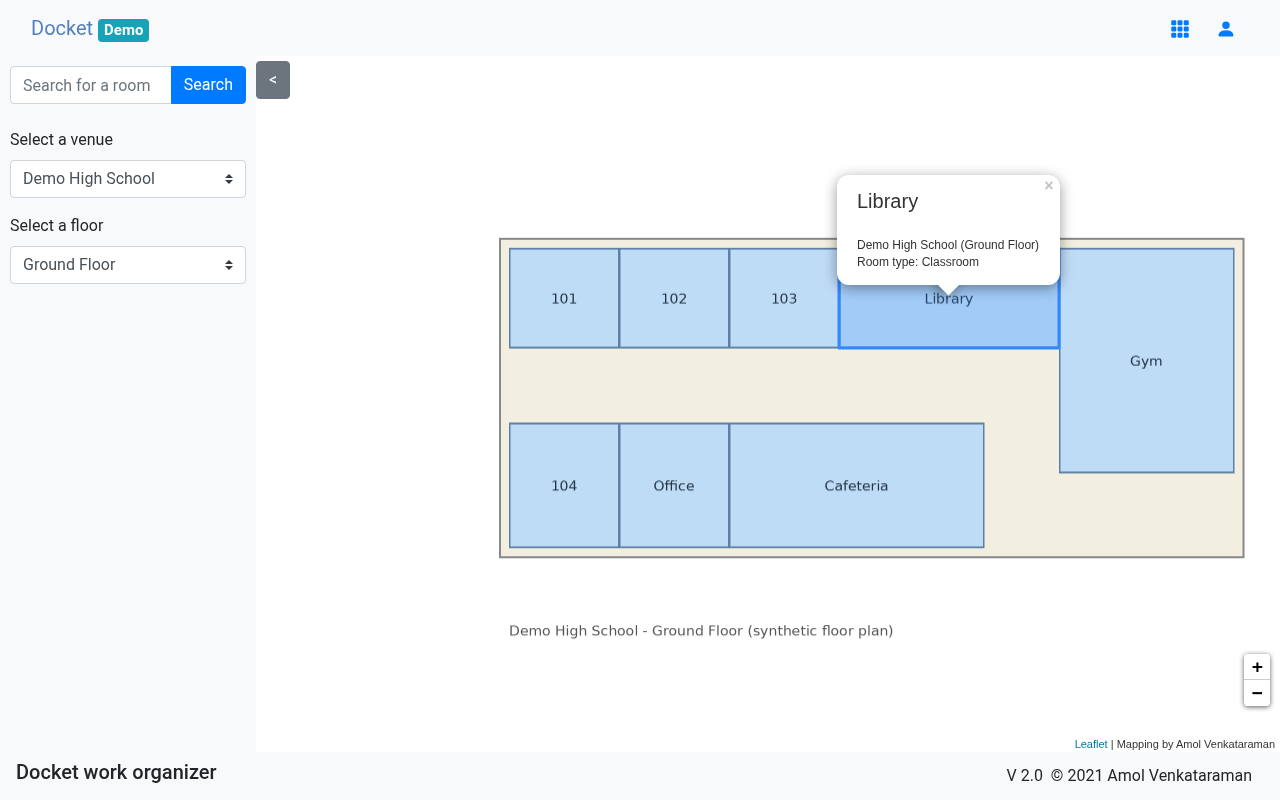 Docket Demo
Search for a room Search
<
Select a venue
Demo High School
Select a floor
Ground Floor
Library ×
Demo High School (Ground Floor)
Room type: Classroom
101 102 103 Library
Gym
104 Office Cafeteria
Demo High School - Ground Floor (synthetic floor plan)
+
−
Leaflet | Mapping by Amol Venkataraman
Docket work organizer
V 2.0 © 2021 Amol Venkataraman